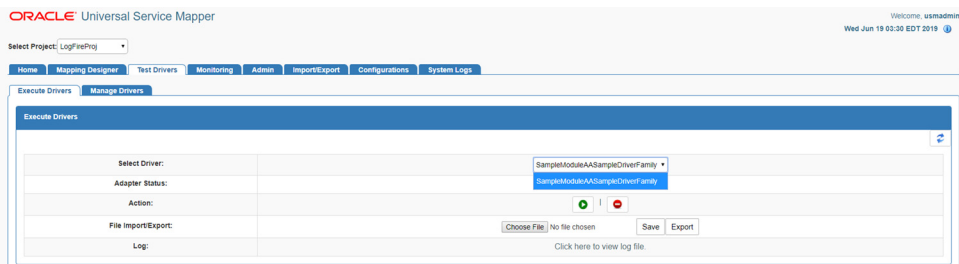 ORACLE Universal Service Mapper
Welcome, usmadmin
Wed Jun 19 03:30 EDT 2019
Select Project: LogFireProj
Home Mapping Designer Test Drivers Monitoring Admin Import/Export Configurations System Logs
Execute Drivers Manage Drivers
Execute Drivers
Select Driver: SampleModuleAASampleDriverFamily
Adapter Status: SampleModuleAASampleDriverFamily
Action: |
File Import/Export: Choose File No file chosen Save Export
Log: Click here to view log file.